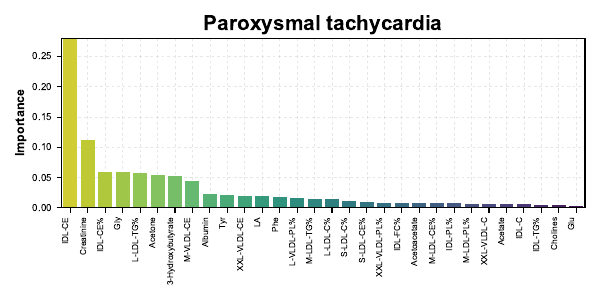 Paroxysmal tachycardia
Importance
0.25
0.20
0.15
0.10
0.05
0.00
IDL-CE
Creatinine
IDL-CE%
Gly
L-LDL-TG%
Acetone
3-Hydroxybutyrate
M-VLDL-CE
Albumin
Tyr
XXL-VLDL-CE
LA
Phe
L-VLDL-PL%
M-LDL-TG%
L-LDL-C%
S-LDL-C%
S-LDL-CE%
XXL-VLDL-PL%
IDL-FC%
Acetoacetate
M-LDL-CE%
IDL-PL%
M-LDL-PL%
XXL-VLDL-C
Acetate
IDL-C
IDL-TG%
Cholines
Glu